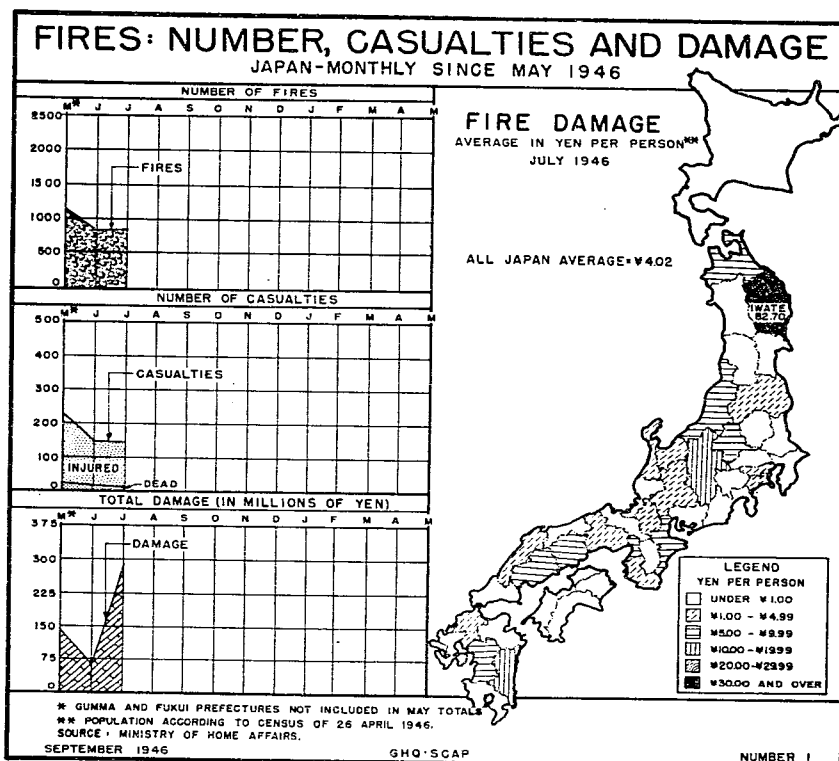 FIRES: NUMBER, CASUALTIES AND DAMAGE
JAPAN-MONTHLY SINCE MAY 1946
NUMBER OF FIRES
M* J J A S O N D J F M A M
2500
2000
1500
1000
500
0
FIRES
NUMBER OF CASUALTIES
M* J J A S O N D J F M A M
500
400
300
200
100
0
CASUALTIES
INJURED
DEAD
TOTAL DAMAGE (IN MILLIONS OF YEN)
M* J J A S O N D J F M A M
375
300
225
150
75
0
DAMAGE
FIRE DAMAGE
AVERAGE IN YEN PER PERSON**
JULY 1946
ALL JAPAN AVERAGE=¥4.02
IWATE
82.70
LEGEND
YEN PER PERSON
UNDER ¥1.00
¥1.00 - ¥4.99
¥5.00 - ¥9.99
¥10.00 - ¥19.99
¥20.00-¥29.99
¥30.00 AND OVER
* GUMMA AND FUKUI PREFECTURES NOT INCLUDED IN MAY TOTALS
** POPULATION ACCORDING TO CENSUS OF 26 APRIL 1946.
SOURCE: MINISTRY OF HOME AFFAIRS.
SEPTEMBER 1946
GHQ-SCAP
NUMBER 1